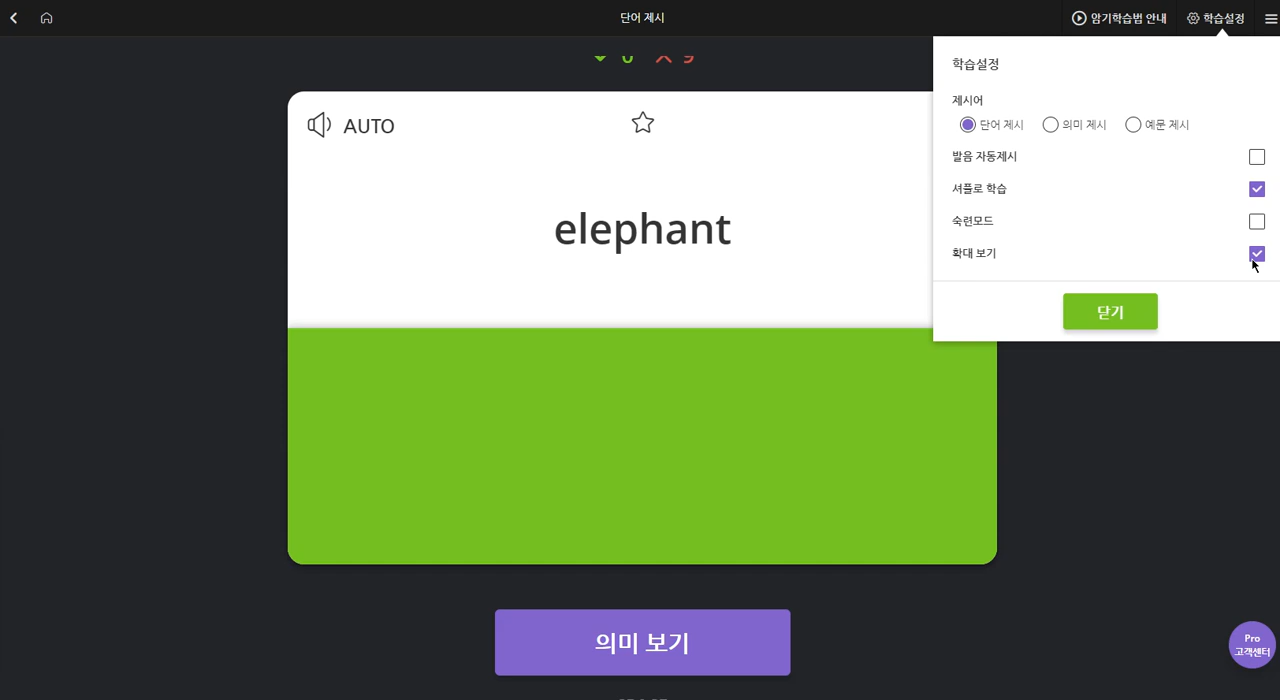 단어 제시
암기학습법 안내
학습설정
학습설정
제시어
단어 제시 의미 제시 예문 제시
발음 자동제시
셔플로 학습
숙련모드
확대 보기
닫기
AUTO
elephant
의미 보기
Pro
고객센터